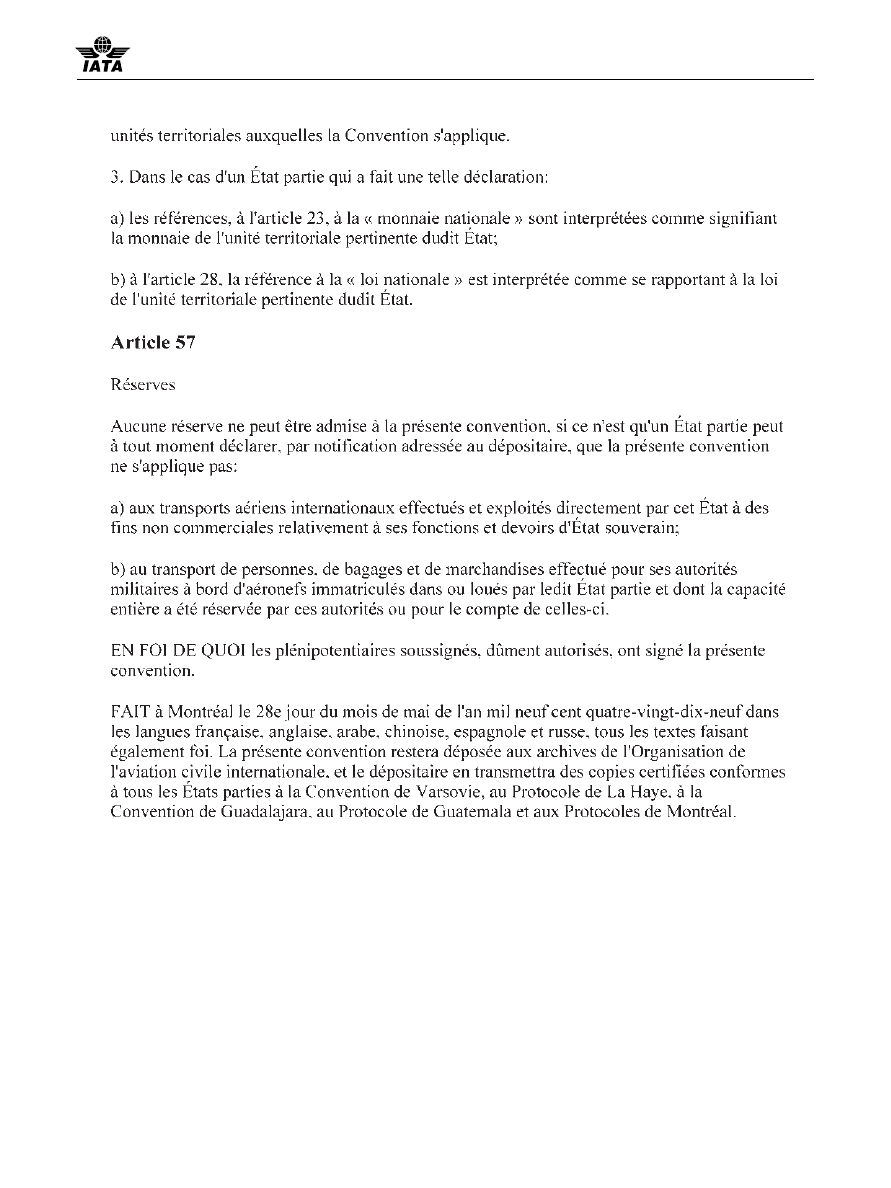 IATA
unités territoriales auxquelles la Convention s'applique.
3. Dans le cas d'un État partie qui a fait une telle déclaration:
a) les références, à l'article 23, à la « monnaie nationale » sont interprétées comme signifiant
la monnaie de l'unité territoriale pertinente dudit État;
b) à l'article 28, la référence à la « loi nationale » est interprétée comme se rapportant à la loi
de l'unité territoriale pertinente dudit État.
Article 57
Réserves
Aucune réserve ne peut être admise à la présente convention, si ce n'est qu'un État partie peut
à tout moment déclarer, par notification adressée au dépositaire, que la présente convention
ne s'applique pas:
a) aux transports aériens internationaux effectués et exploités directement par cet État à des
fins non commerciales relativement à ses fonctions et devoirs d'État souverain;
b) au transport de personnes, de bagages et de marchandises effectué pour ses autorités
militaires à bord d'aéronefs immatriculés dans ou loués par ledit État partie et dont la capacité
entière a été réservée par ces autorités ou pour le compte de celles-ci.
EN FOI DE QUOI les plénipotentiaires soussignés, dûment autorisés, ont signé la présente
convention.
FAIT à Montréal le 28e jour du mois de mai de l'an mil neuf cent quatre-vingt-dix-neuf dans
les langues française, anglaise, arabe, chinoise, espagnole et russe, tous les textes faisant
également foi. La présente convention restera déposée aux archives de l'Organisation de
l'aviation civile internationale, et le dépositaire en transmettra des copies certifiées conformes
à tous les États parties à la Convention de Varsovie, au Protocole de La Haye, à la
Convention de Guadalajara, au Protocole de Guatemala et aux Protocoles de Montréal.